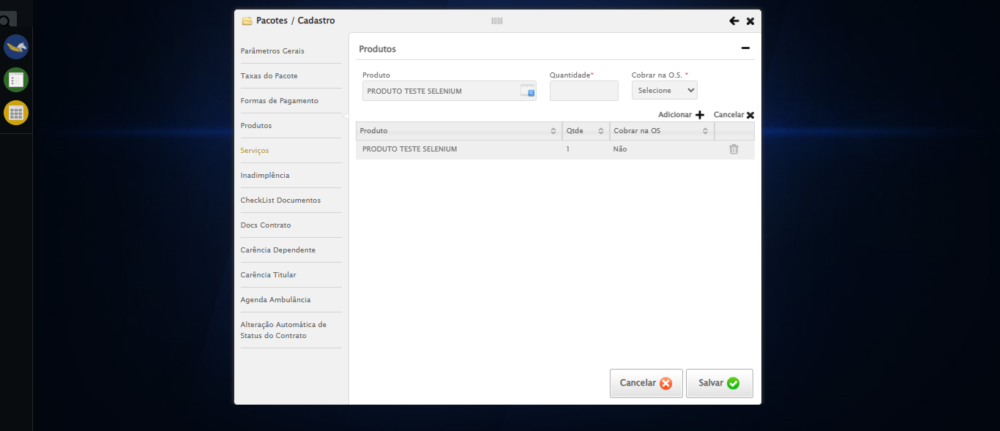 Pacotes / Cadastro
Parâmetros Gerais
Taxas do Pacote
Formas de Pagamento
Produtos
Serviços
Inadimplência
CheckList Documentos
Docs Contrato
Carência Dependente
Carência Titular
Agenda Ambulância
Alteração Automática de
Status do Contrato
Produtos
Produto Quantidade* Cobrar na O.S. *
PRODUTO TESTE SELENIUM Selecione
Adicionar Cancelar
Produto Qtde Cobrar na OS
PRODUTO TESTE SELENIUM 1 Não
Cancelar Salvar